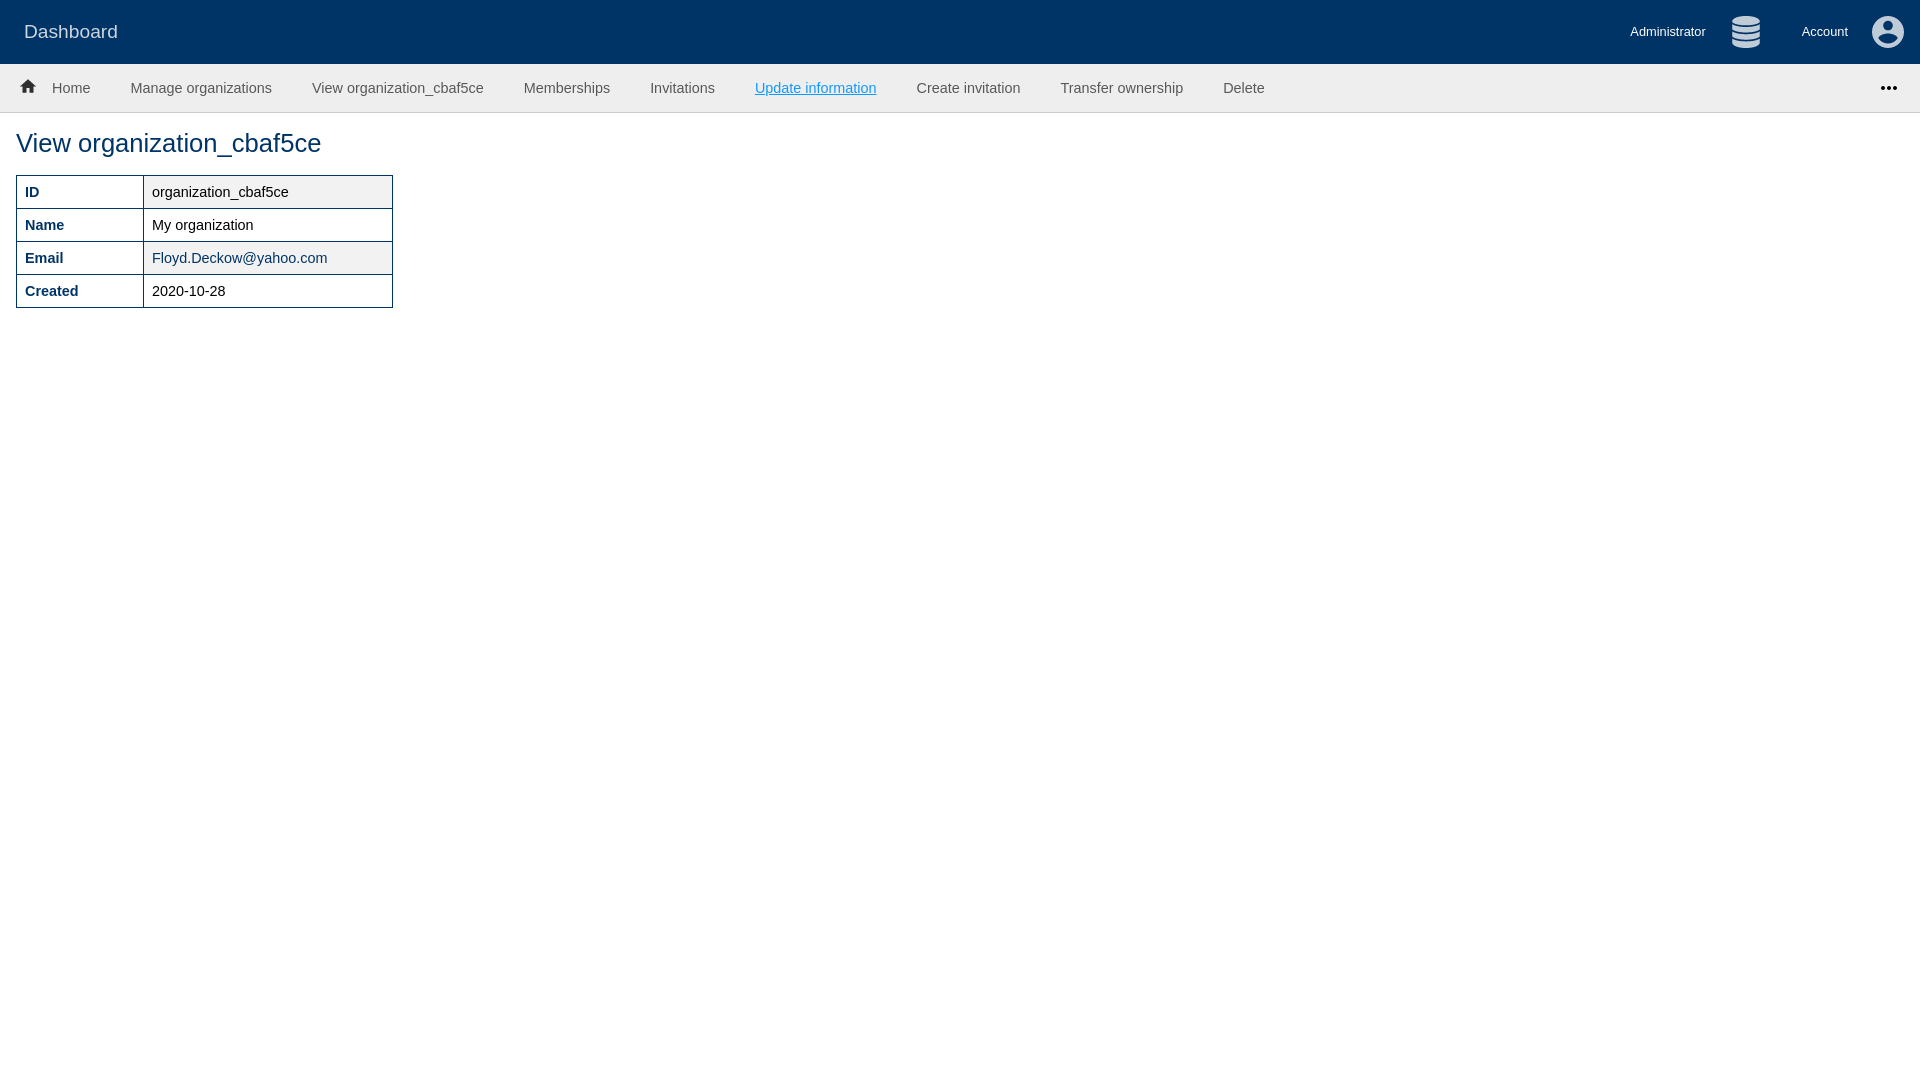 Dashboard
Administrator
Account
Home
Manage organizations
View organization_cbaf5ce
Memberships
Invitations
Update information
Create invitation
Transfer ownership
Delete
View organization_cbaf5ce
ID organization_cbaf5ce
Name My organization
Email Floyd.Deckow@yahoo.com
Created 2020-10-28